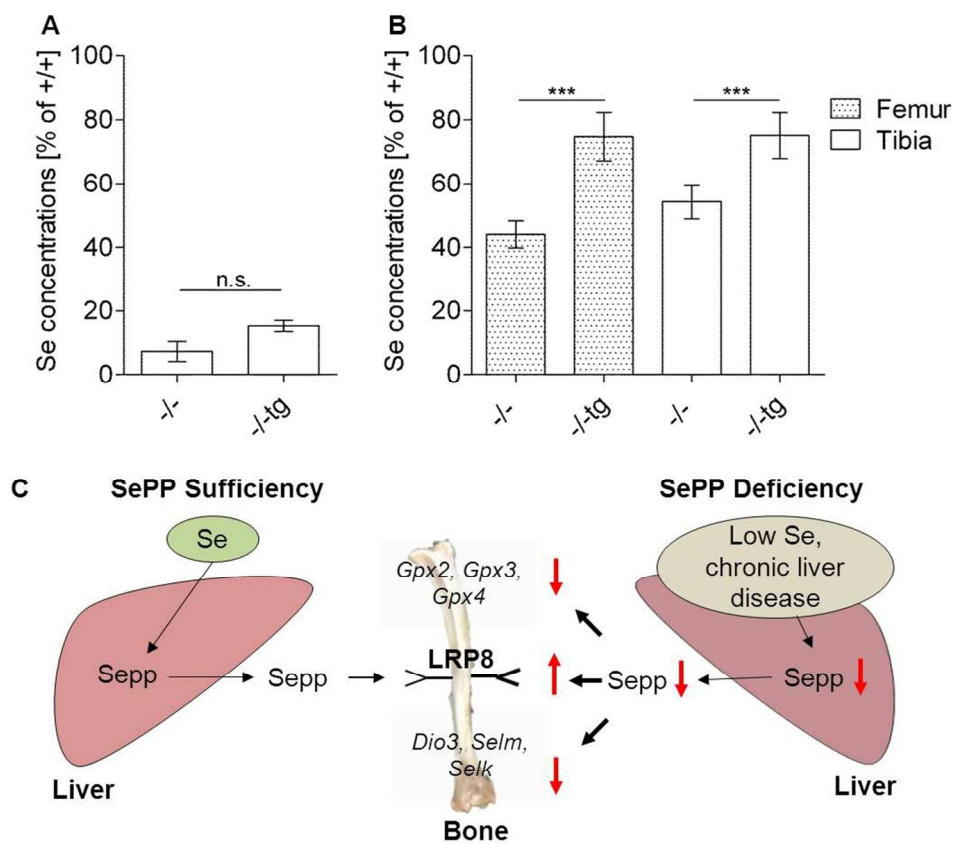 A
Se concentrations [% of +/+]
100
80
60
40
20
0
n.s.
-/-
-/-tg
B
Se concentrations [% of +/+]
100
80
60
40
20
0
***
***
-/-
-/-tg
-/-
-/-tg
Femur
Tibia
C
SePP Sufficiency
Se
Sepp
Sepp
Liver
Gpx2, Gpx3,
Gpx4
LRP8
Dio3, Selm,
Selk
Bone
SePP Deficiency
Low Se,
chronic liver
disease
Sepp
Sepp
Liver